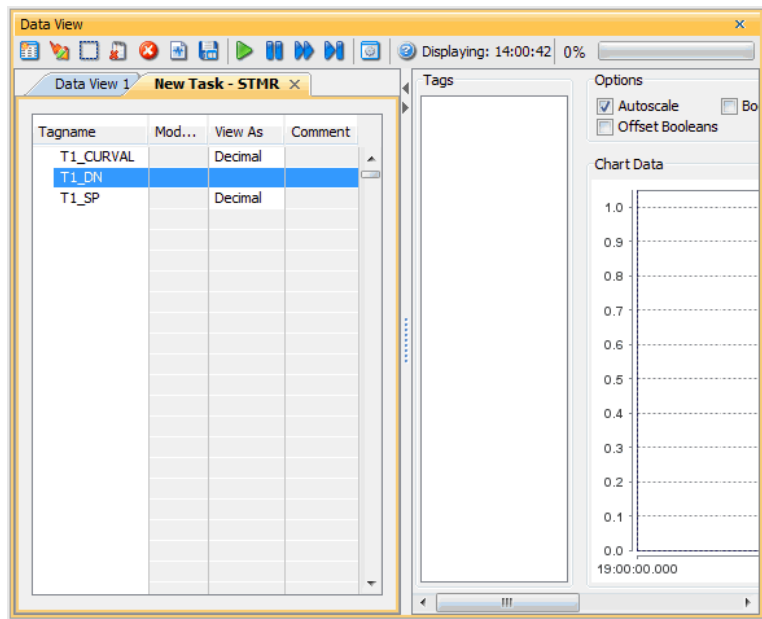 Data View
Displaying: 14:00:42 0%
Data View 1 New Task - STMR
Tagname Mod... View As Comment
T1_CURVAL Decimal
T1_DN
T1_SP Decimal
Tags
Options
Autoscale Bo
Offset Booleans
Chart Data
1.0
0.9
0.8
0.7
0.6
0.5
0.4
0.3
0.2
0.1
0.0
19:00:00.000